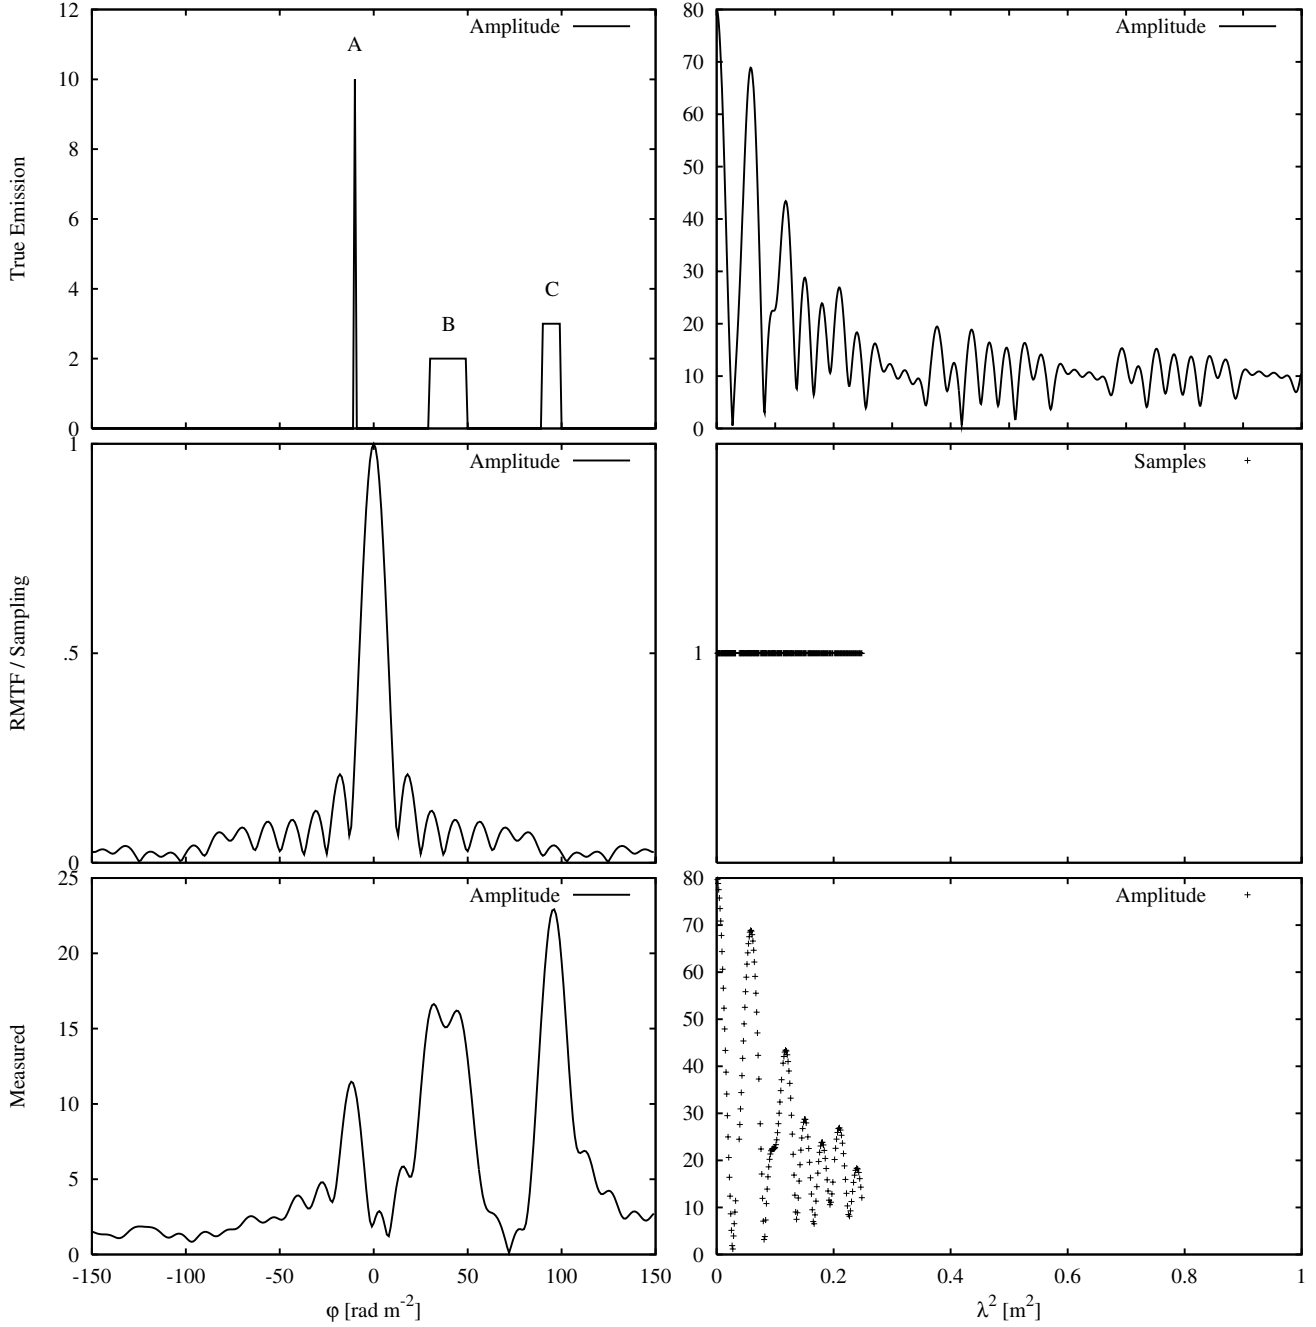 True Emission
12
10
8
6
4
2
0
Amplitude
A
B
C
80
70
60
50
40
30
20
10
0
Amplitude
RMTF / Sampling
1
.5
0
Amplitude
1
Samples
Measured
25
20
15
10
5
0
Amplitude
-150 -100 -50 0 50 100 150
φ [rad m⁻²]
80
70
60
50
40
30
20
10
0
Amplitude
0 0.2 0.4 0.6 0.8 1
λ² [m²]